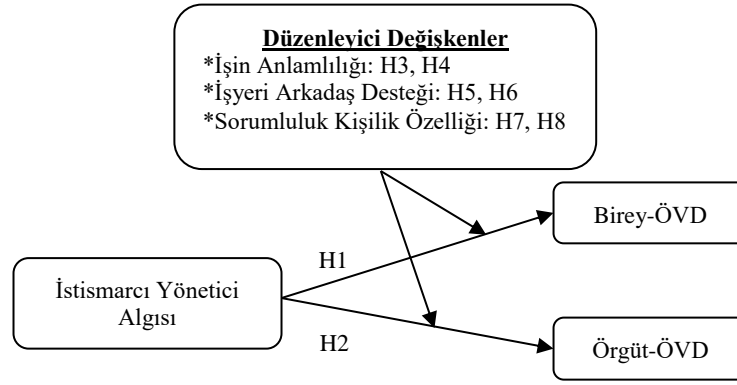 Düzenleyici Değişkenler
*İşin Anlamlılığı: H3, H4
*İşyeri Arkadaş Desteği: H5, H6
*Sorumluluk Kişilik Özelliği: H7, H8
Birey-ÖVD
H1
İstismarcı Yönetici
Algısı
H2
Örgüt-ÖVD